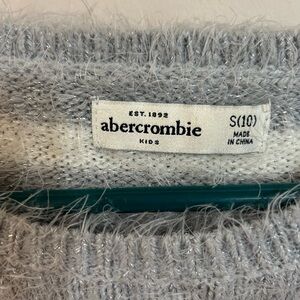 EST. 1892
abercrombie
KIDS
S(10)
MADE
IN CHINA